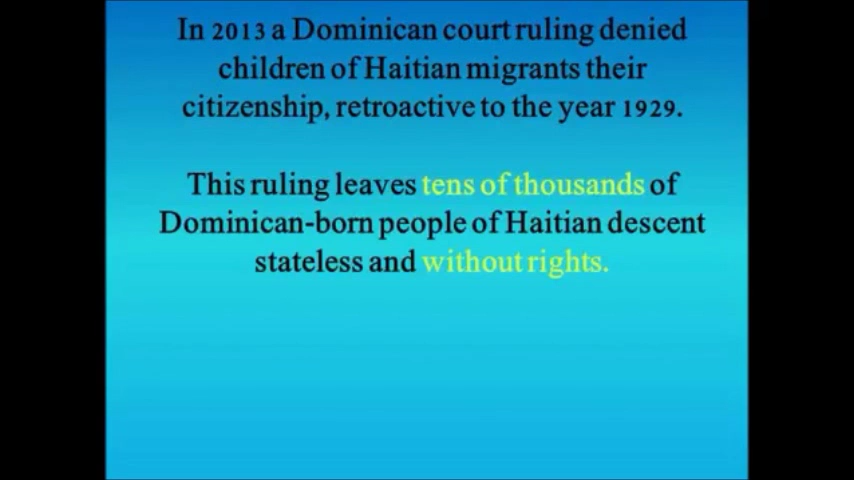 In 2013 a Dominican court ruling denied
children of Haitian migrants their
citizenship, retroactive to the year 1929.
This ruling leaves tens of thousands of
Dominican-born people of Haitian descent
stateless and without rights.